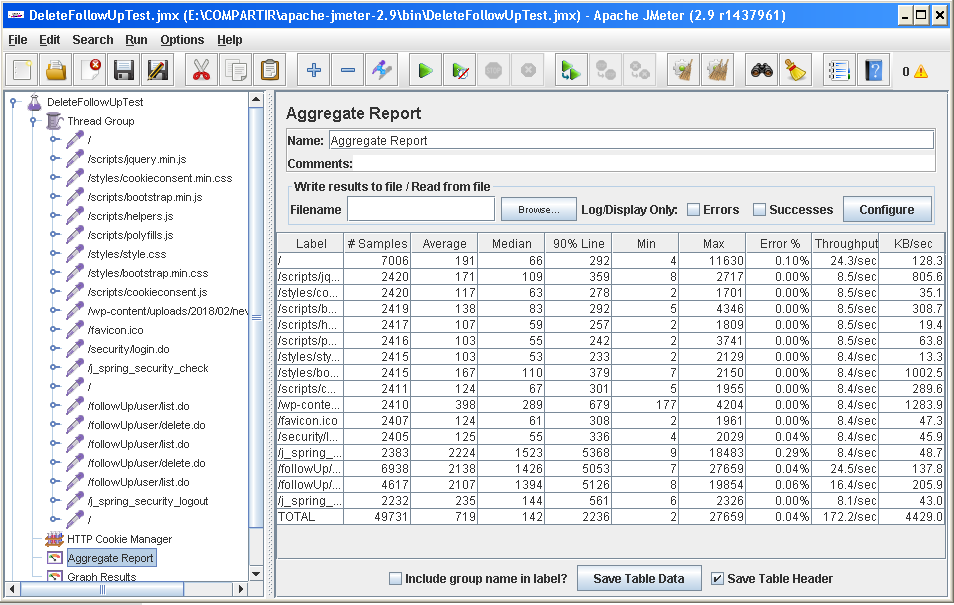 DeleteFollowUpTest.jmx (E:\COMPARTIR\apache-jmeter-2.9\bin\DeleteFollowUpTest.jmx) - Apache JMeter (2.9 r1437961)
File Edit Search Run Options Help
0
DeleteFollowUpTest
Thread Group
/
/scripts/jquery.min.js
/styles/cookieconsent.min.css
/scripts/bootstrap.min.js
/scripts/helpers.js
/scripts/polyfills.js
/styles/style.css
/styles/bootstrap.min.css
/scripts/cookieconsent.js
/wp-content/uploads/2018/02/nev
/favicon.ico
/security/login.do
/j_spring_security_check
/
/followUp/user/list.do
/followUp/user/delete.do
/followUp/user/list.do
/followUp/user/delete.do
/followUp/user/list.do
/j_spring_security_logout
/
HTTP Cookie Manager
Aggregate Report
Graph Results
Aggregate Report
Name: Aggregate Report
Comments:
Write results to file / Read from file
Filename Browse... Log/Display Only: Errors Successes Configure
Label # Samples Average Median 90% Line Min Max Error % Throughput KB/sec
/ 7006 191 66 292 4 11630 0.10% 24.3/sec 128.3
/scripts/jq... 2420 171 109 359 8 2717 0.00% 8.5/sec 805.6
/styles/co... 2420 117 63 278 2 1701 0.00% 8.5/sec 35.1
/scripts/b... 2419 138 83 292 5 4346 0.00% 8.5/sec 308.7
/scripts/h... 2417 107 59 257 2 1809 0.00% 8.5/sec 19.4
/scripts/p... 2416 103 55 242 2 3741 0.00% 8.5/sec 63.8
/styles/sty... 2415 103 53 233 2 2129 0.00% 8.4/sec 13.3
/styles/bo... 2415 167 110 379 7 2150 0.00% 8.4/sec 1002.5
/scripts/c... 2411 124 67 301 5 1955 0.00% 8.4/sec 289.6
/wp-conte... 2410 398 289 679 177 4204 0.00% 8.4/sec 1283.9
/favicon.ico 2407 124 61 308 2 1961 0.00% 8.4/sec 47.3
/security/l... 2405 125 55 336 4 2029 0.04% 8.4/sec 45.9
/j_spring_... 2383 2224 1523 5368 9 18483 0.29% 8.4/sec 48.7
/followUp/... 6938 2138 1426 5053 7 27659 0.04% 24.5/sec 137.8
/followUp/... 4617 2107 1394 5126 8 19854 0.06% 16.4/sec 205.9
/j_spring_... 2232 235 144 561 6 2326 0.00% 8.1/sec 43.0
TOTAL 49731 719 142 2236 2 27659 0.04% 172.2/sec 4429.0
Include group name in label? Save Table Data Save Table Header